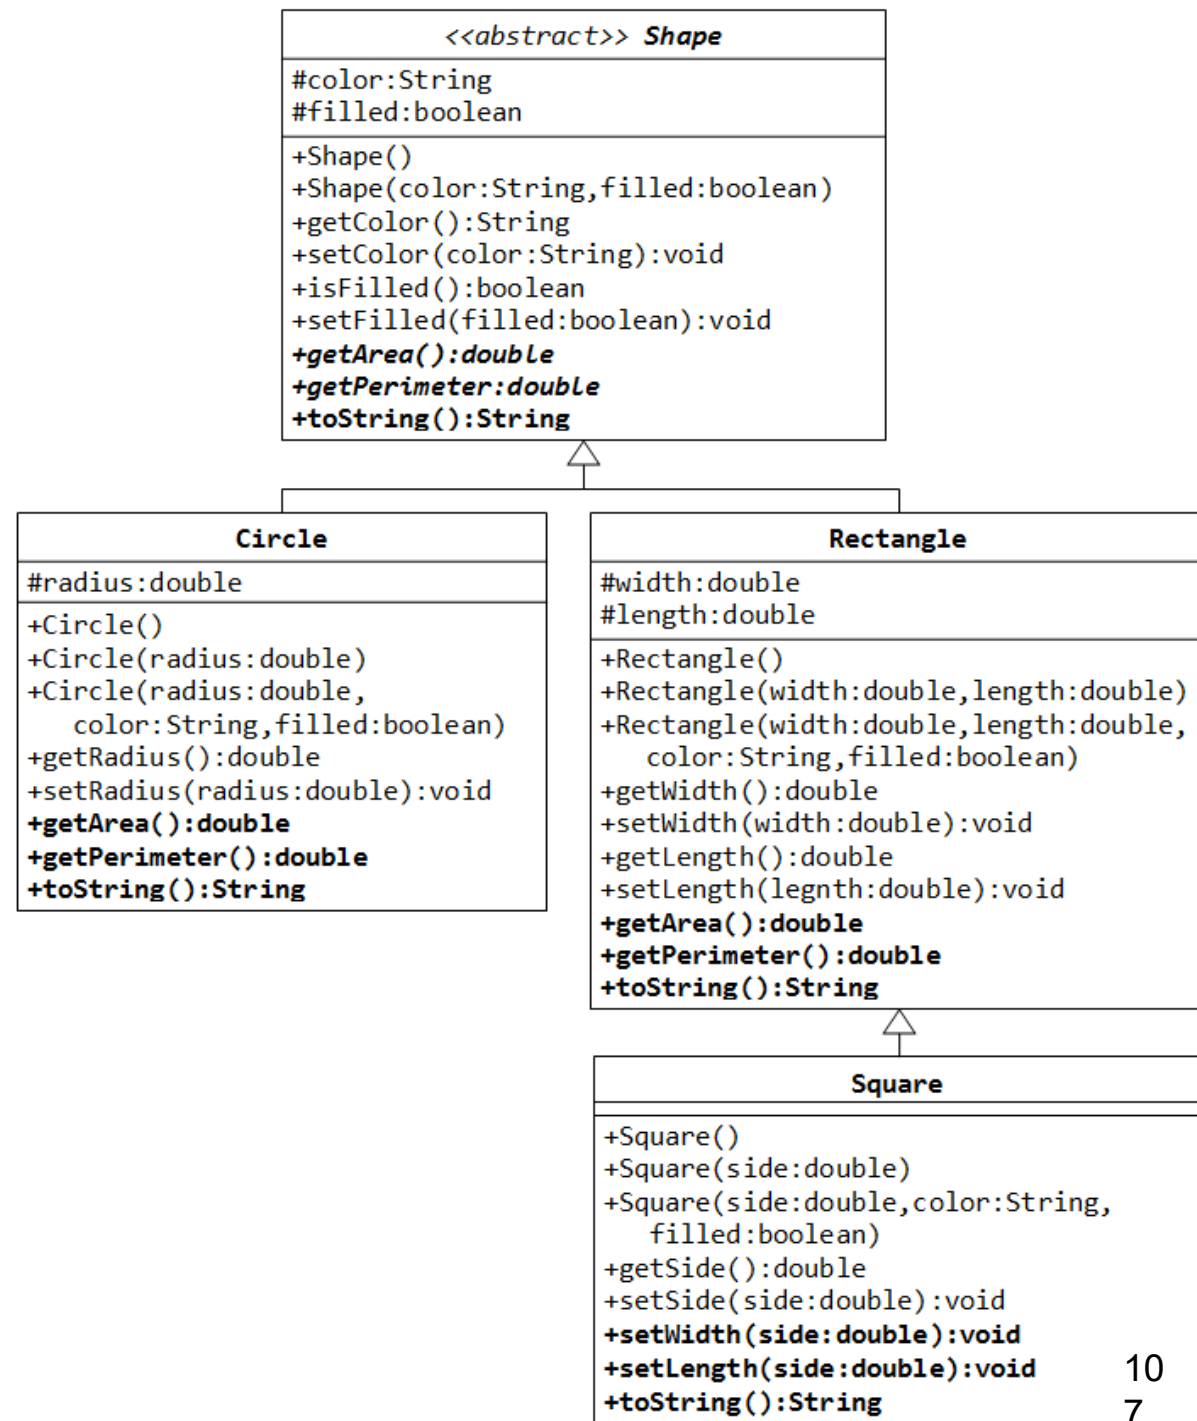 <<abstract>> Shape
#color:String
#filled:boolean
+Shape()
+Shape(color:String,filled:boolean)
+getColor():String
+setColor(color:String):void
+isFilled():boolean
+setFilled(filled:boolean):void
+getArea():double
+getPerimeter:double
+toString():String
Circle
#radius:double
+Circle()
+Circle(radius:double)
+Circle(radius:double,
color:String,filled:boolean)
+getRadius():double
+setRadius(radius:double):void
+getArea():double
+getPerimeter():double
+toString():String
Rectangle
#width:double
#length:double
+Rectangle()
+Rectangle(width:double,length:double)
+Rectangle(width:double,length:double,
color:String,filled:boolean)
+getWidth():double
+setWidth(width:double):void
+getLength():double
+setLength(legnth:double):void
+getArea():double
+getPerimeter():double
+toString():String
Square
+Square()
+Square(side:double)
+Square(side:double,color:String,
filled:boolean)
+getSide():double
+setSide(side:double):void
+setWidth(side:double):void
+setLength(side:double):void
+toString():String
10
7